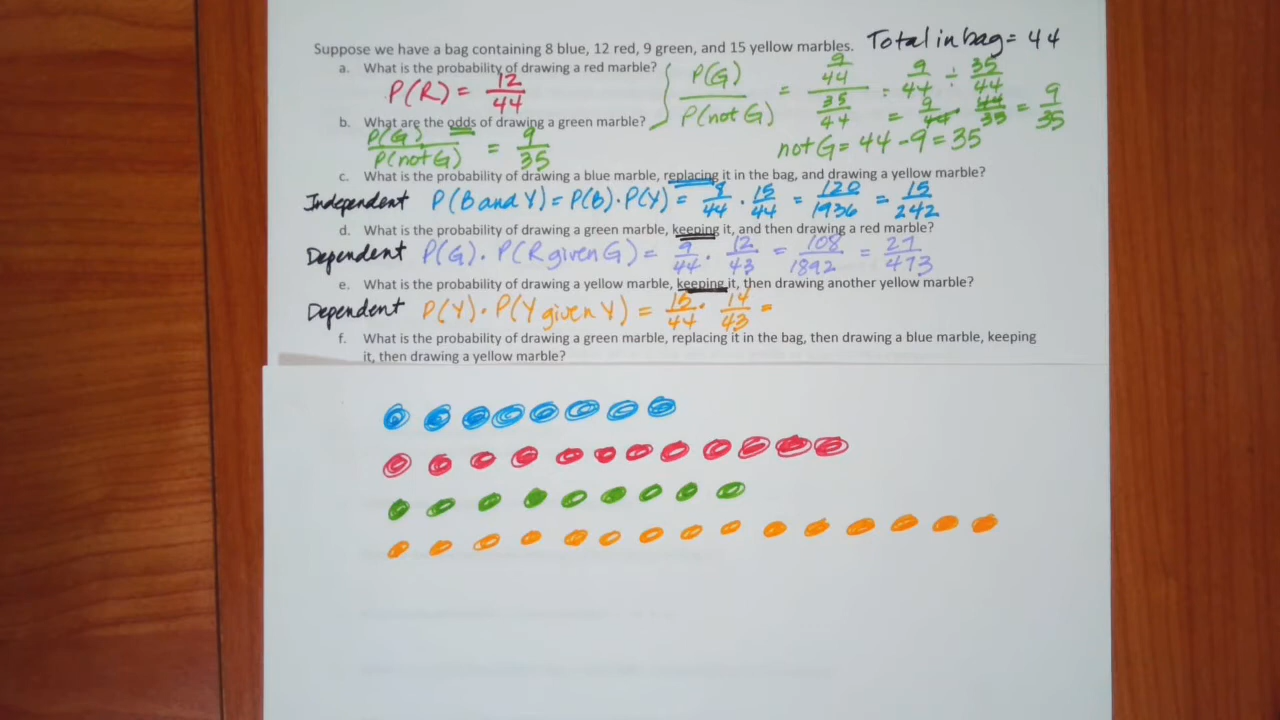 Suppose we have a bag containing 8 blue, 12 red, 9 green, and 15 yellow marbles. Total in bag = 44
a. What is the probability of drawing a red marble?
P(R) = 12/44
b. What are the odds of drawing a green marble?
P(G)/P(not G) = 9/35
{ P(G)/P(not G) = 9/44 / 35/44 = 9/44 ÷ 35/44
= 9/44 · 44/35 = 9/35
not G = 44 - 9 = 35
c. What is the probability of drawing a blue marble, replacing it in the bag, and drawing a yellow marble?
Independent P(B and Y) = P(B) · P(Y) = 8/44 · 15/44 = 120/1936 = 15/242
d. What is the probability of drawing a green marble, keeping it, and then drawing a red marble?
Dependent P(G) · P(R given G) = 9/44 · 12/43 = 108/1892 = 27/473
e. What is the probability of drawing a yellow marble, keeping it, then drawing another yellow marble?
Dependent P(Y) · P(Y given Y) = 15/44 · 14/43 =
f. What is the probability of drawing a green marble, replacing it in the bag, then drawing a blue marble, keeping
it, then drawing a yellow marble?